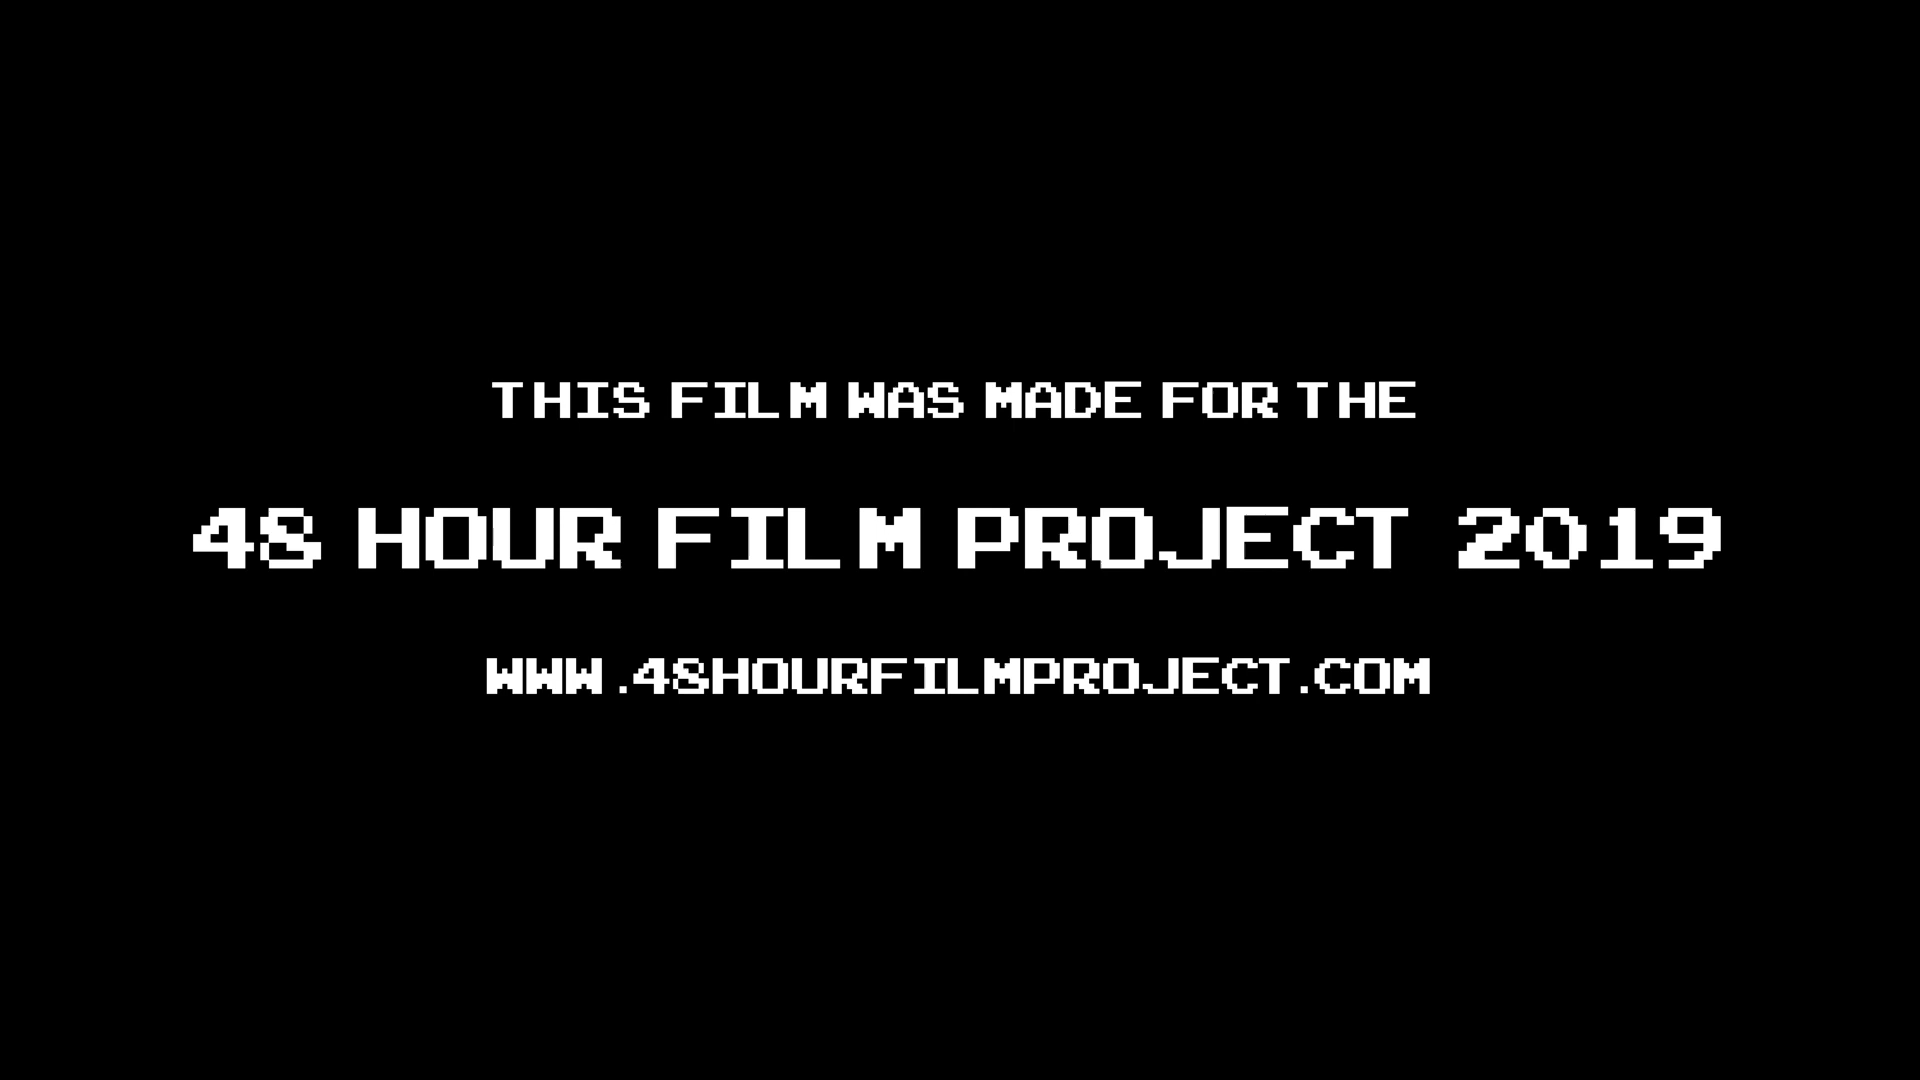 THIS FILM WAS MADE FOR THE
48 HOUR FILM PROJECT 2019
WWW.48HOURFILMPROJECT.COM